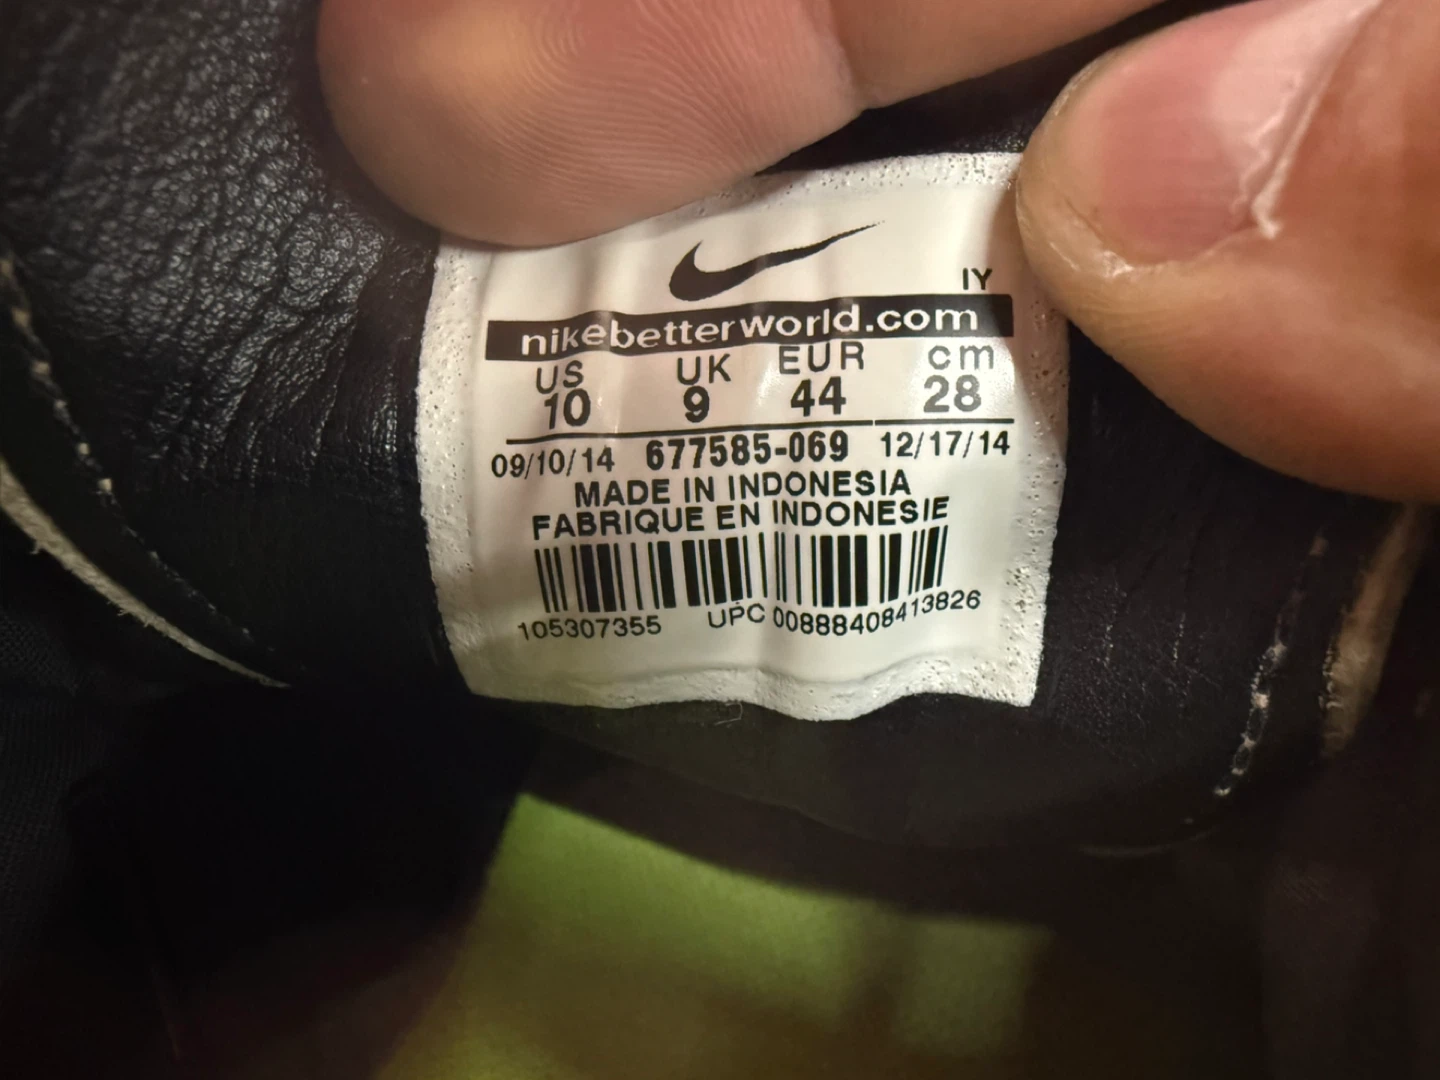 IY
nikebetterworld.com
US UK EUR cm
10 9 44 28
09/10/14 677585-069 12/17/14
MADE IN INDONESIA
FABRIQUE EN INDONESIE
105307355 UPC 00888408413826